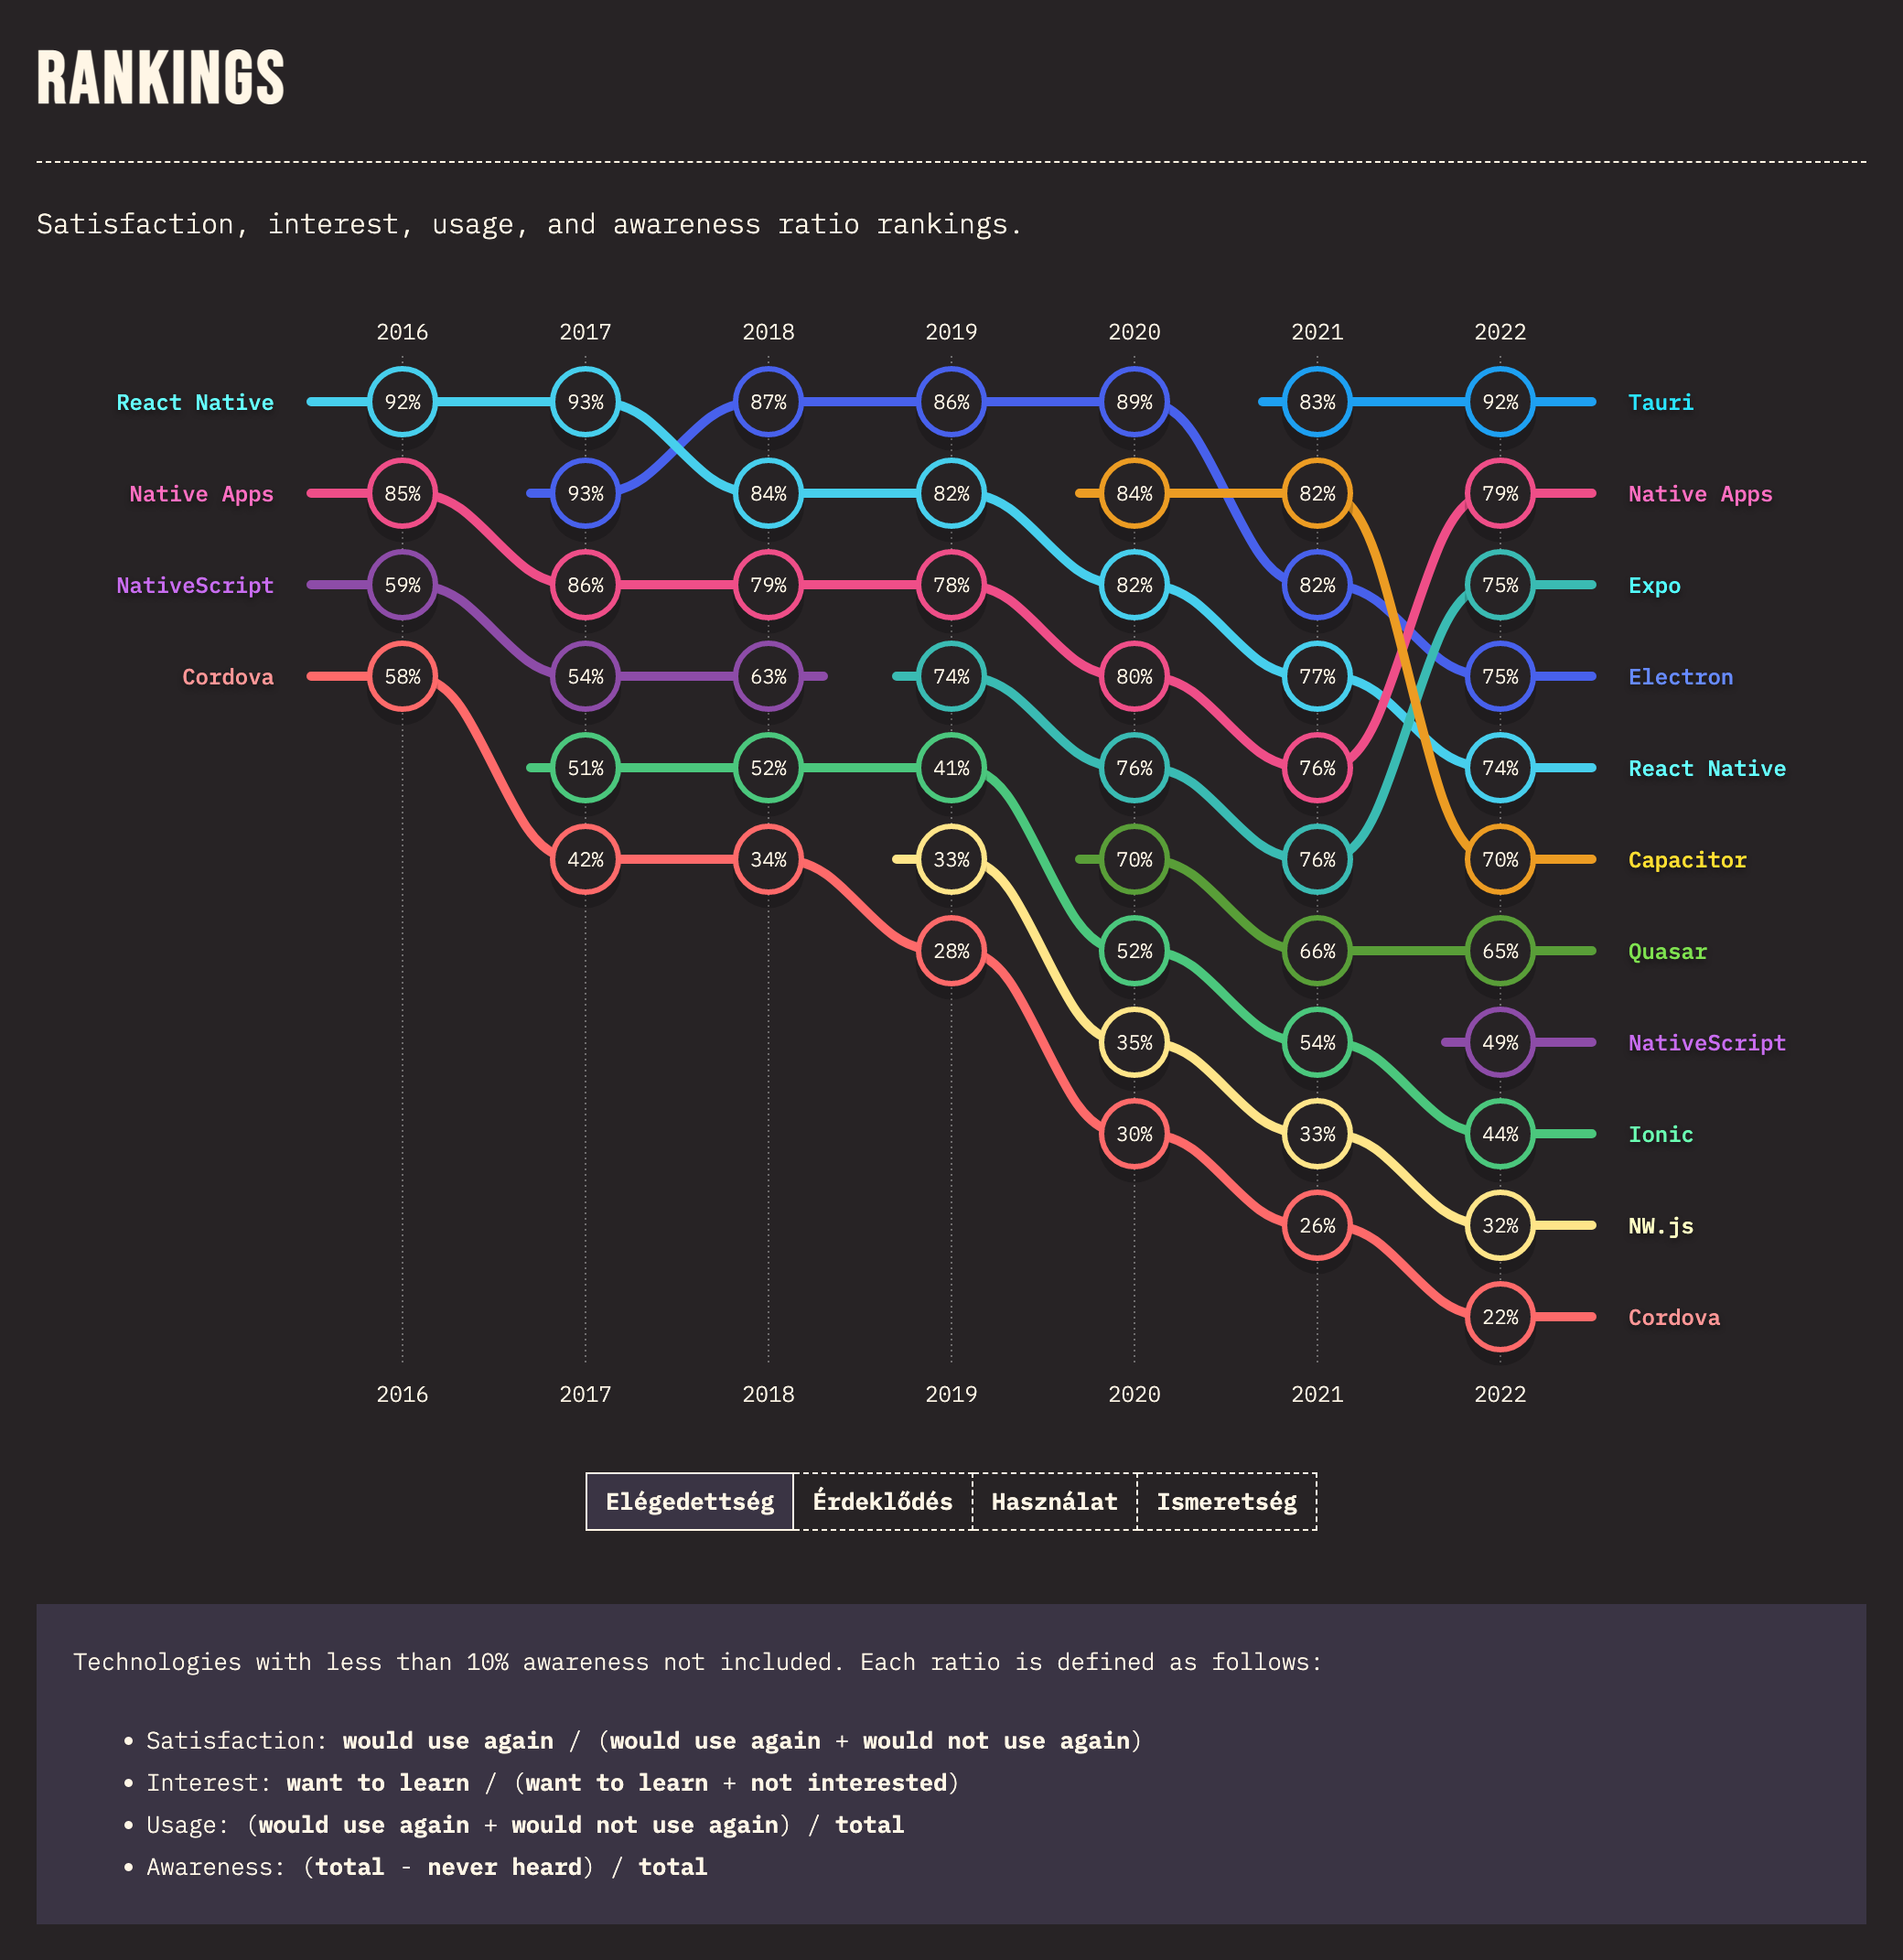 RANKINGS
Satisfaction, interest, usage, and awareness ratio rankings.
2016 2017 2018 2019 2020 2021 2022
React Native 92% 93% 87% 86% 89% 83% 92% Tauri
Native Apps 85% 93% 84% 82% 84% 82% 79% Native Apps
NativeScript 59% 86% 79% 78% 82% 82% 75% Expo
Cordova 58% 54% 63% 74% 80% 77% 75% Electron
51% 52% 41% 76% 76% 74% React Native
42% 34% 33% 70% 76% 70% Capacitor
28% 52% 66% 65% Quasar
35% 54% 49% NativeScript
30% 33% 44% Ionic
26% 32% NW.js
22% Cordova
2016 2017 2018 2019 2020 2021 2022
Elégedettség Érdeklődés Használat Ismeretség
Technologies with less than 10% awareness not included. Each ratio is defined as follows:
• Satisfaction: would use again / (would use again + would not use again)
• Interest: want to learn / (want to learn + not interested)
• Usage: (would use again + would not use again) / total
• Awareness: (total - never heard) / total